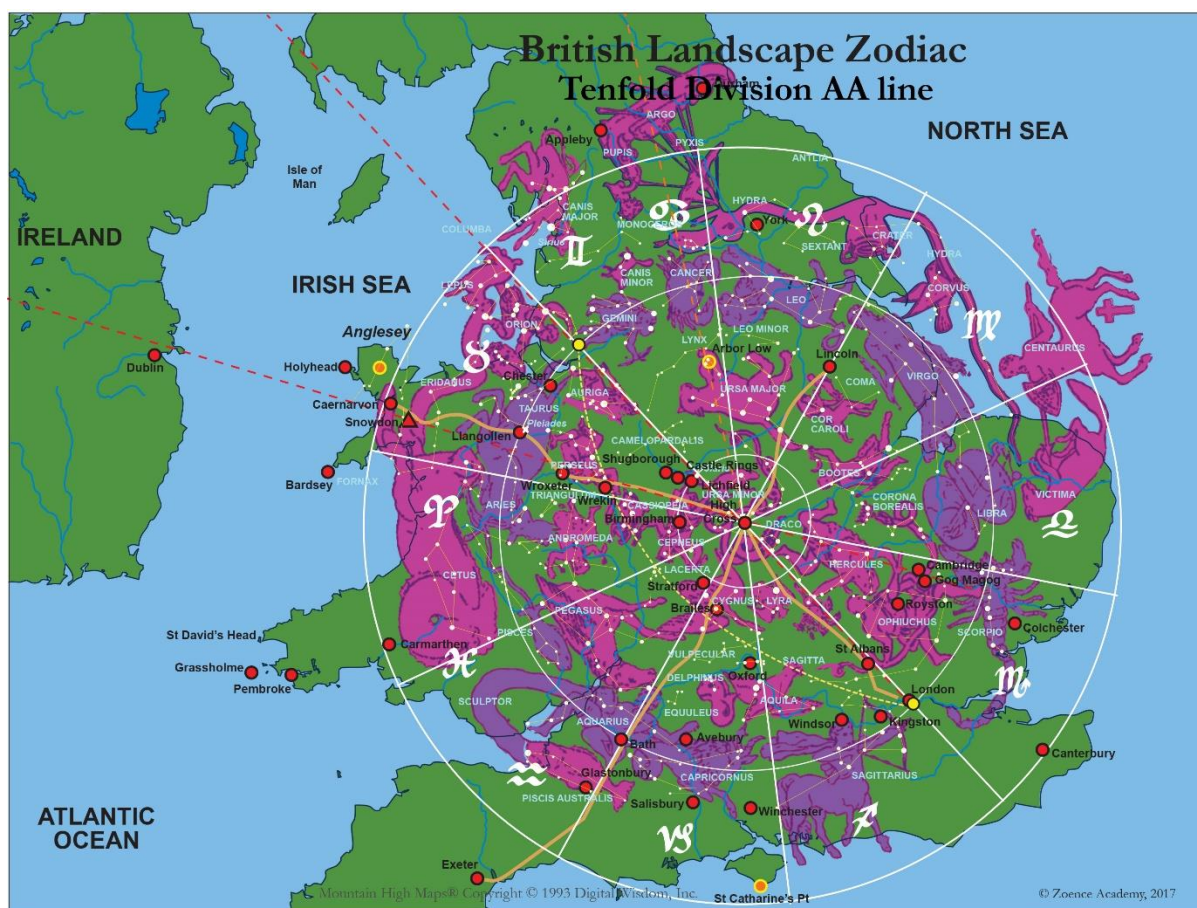 British Landscape Zodiac
Tenfold Division AA line
NORTH SEA
ARGO
Appleby
PUPIS
PYXIS
ANTLIA
Isle of
Man
CANIS
MAJOR
HYDRA
York
COLUMBA
MONOCEROS
SEXTANT
CRATER
IRELAND
Sirius
HYDRA
IRISH SEA
LEPUS
CANIS
MINOR
CANCER
CORVUS
LEO
ORION
GEMINI
Anglesey
LEO MINOR
CENTAURUS
LYNX
Arbor Low
Lincoln
Dublin
Holyhead
ERIDANUS
Chester
COMA
VIRGO
AURIGA
URSA MAJOR
Caernarvon
TAURUS
Snowdon
Pleiades
COR
CAROLI
Llangollen
CAMELOPARDALIS
Bardsey
FORNAX
PERSEUS
Shugborough
Castle Rings
BOOTES
Wroxeter
Lichfield
Wrekin
TRIANGULUM
URSA MINOR
CORONA
BOREALIS
VICTIMA
ARIES
CASSIOPEIA
High
Cross
LIBRA
Birmingham
DRACO
ANDROMEDA
CEPHEUS
LACERTA
HERCULES
Cambridge
CETUS
Stratford
Gog Magog
PEGASUS
CYGNUS
LYRA
Royston
Brailes
OPHIUCHUS
Colchester
PISCES
SCORPIO
St David's Head
Carmarthen
VULPECULAR
St Albans
Grassholme
Oxford
SAGITTA
Pembroke
DELPHINUS
SCULPTOR
AQUILA
London
EQUULEUS
Windsor
Kingston
AQUARIUS
Bath
Avebury
Canterbury
Glastonbury
CAPRICORNUS
SAGITTARIUS
PISCIS AUSTRALIS
Salisbury
Winchester
ATLANTIC
OCEAN
Exeter
Mountain High Maps® Copyright © 1993 Digital Wisdom, Inc.
St Catharine's Pt
© Zoence Academy, 2017